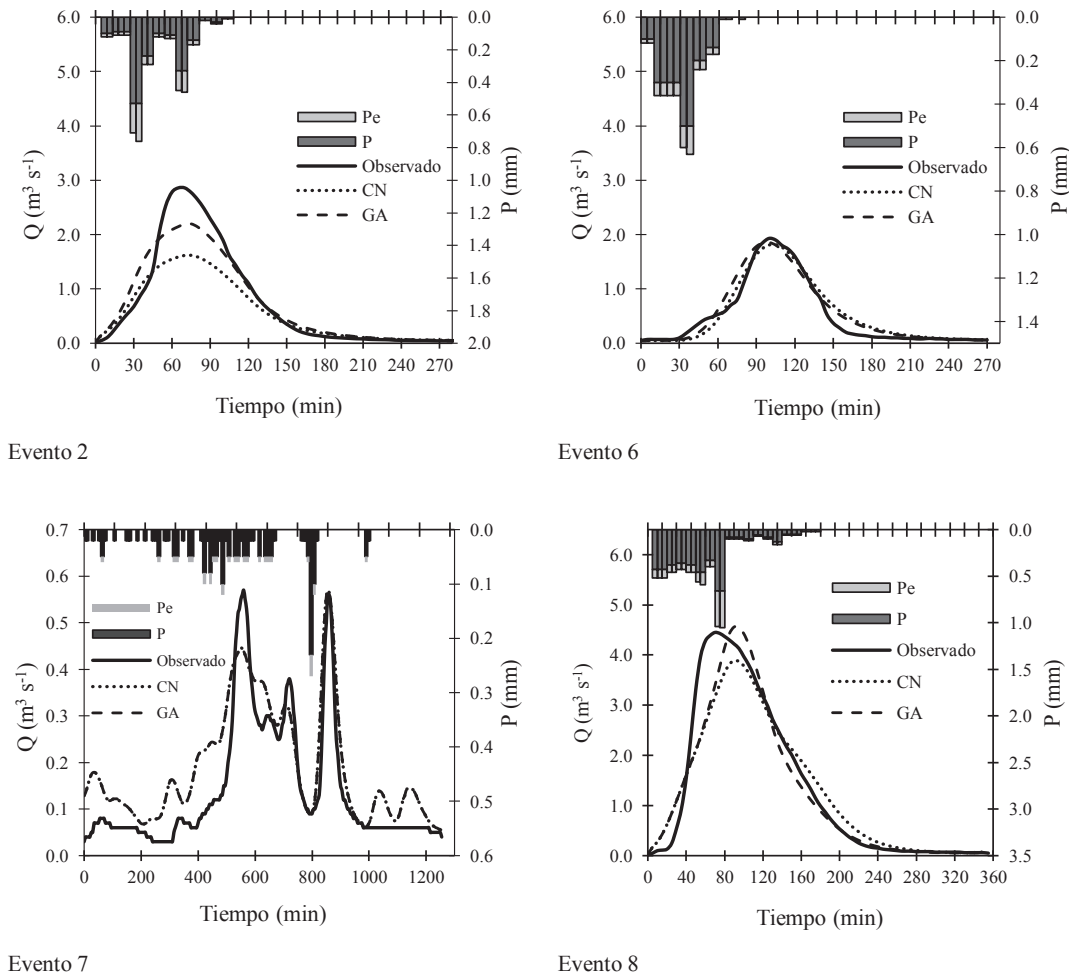 6.0
5.0
4.0
3.0
2.0
1.0
0.0
Q (m³ s⁻¹)
0 30 60 90 120 150 180 210 240 270
Tiempo (min)
0.0
0.2
0.4
0.6
0.8
1.0
1.2
1.4
1.6
1.8
2.0
P (mm)
Pe
P
Observado
CN
GA
Evento 2
6.0
5.0
4.0
3.0
2.0
1.0
0.0
Q (m³ s⁻¹)
0 30 60 90 120 150 180 210 240 270
Tiempo (min)
0.0
0.2
0.4
0.6
0.8
1.0
1.2
1.4
P (mm)
Pe
P
Observado
CN
GA
Evento 6
0.7
0.6
0.5
0.4
0.3
0.2
0.1
0.0
Q (m³ s⁻¹)
0 200 400 600 800 1000 1200
Tiempo (min)
0.0
0.1
0.2
0.3
0.4
0.5
0.6
P (mm)
Pe
P
Observado
CN
GA
Evento 7
6.0
5.0
4.0
3.0
2.0
1.0
0.0
Q (m³ s⁻¹)
0 40 80 120 160 200 240 280 320 360
Tiempo (min)
0.0
0.5
1.0
1.5
2.0
2.5
3.0
3.5
P (mm)
Pe
P
Observado
CN
GA
Evento 8